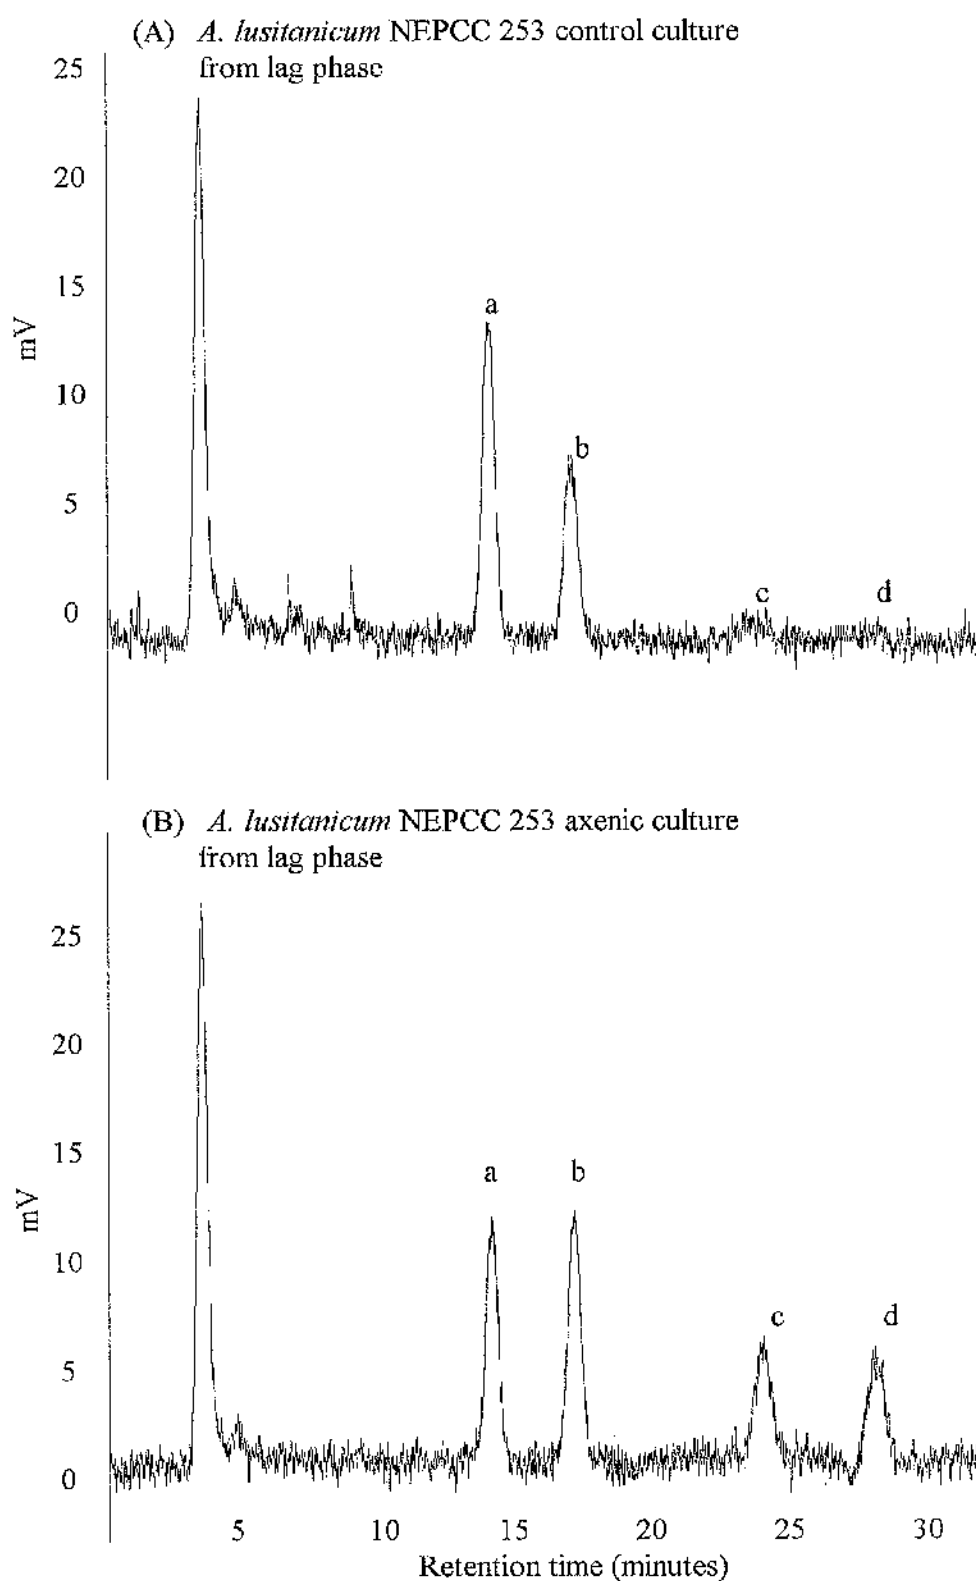 (A) A. lusitanicum NEPCC 253 control culture
from lag phase
25
20
15
10
5
0
mV
a
b
c
d
(B) A. lusitanicum NEPCC 253 axenic culture
from lag phase
25
20
15
10
5
0
mV
a
b
c
d
5 10 15 20 25 30
Retention time (minutes)